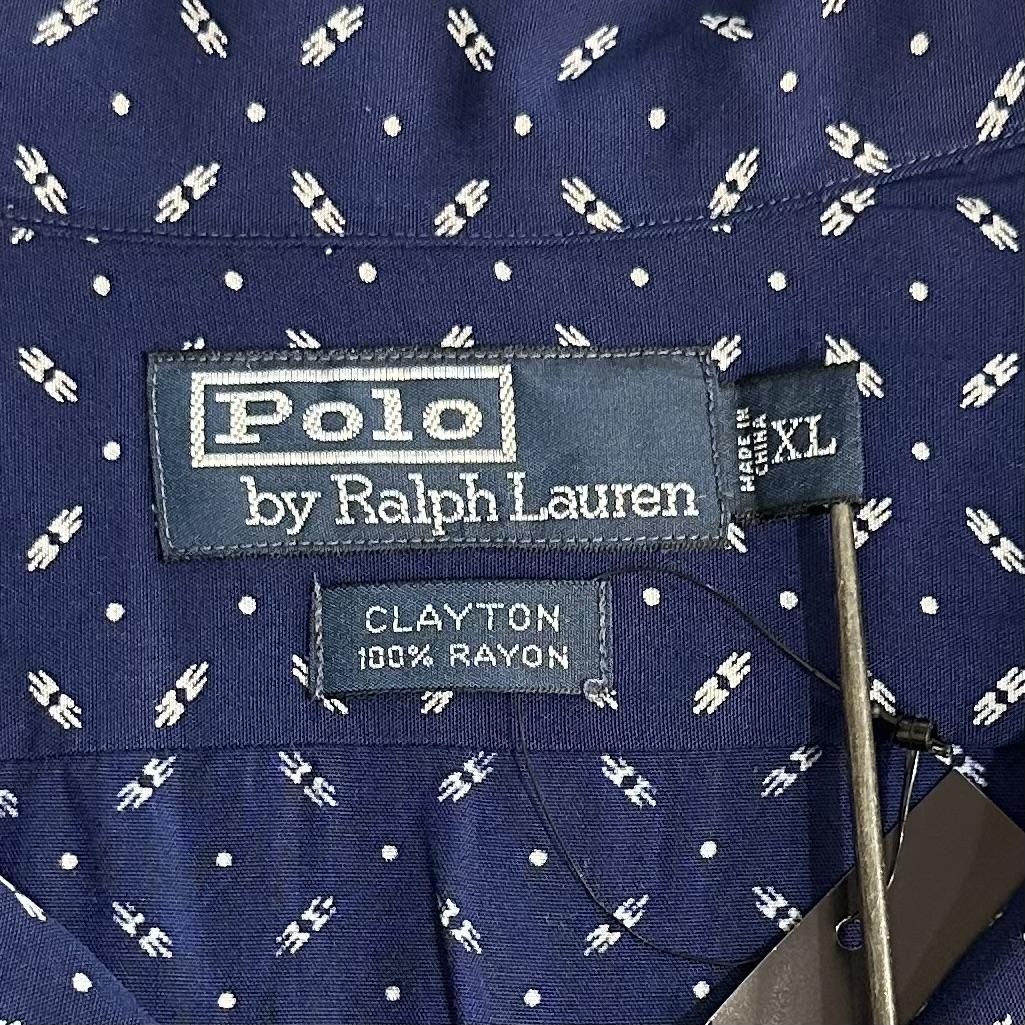 Polo
by Ralph Lauren
MADE IN
CHINA
XL
CLAYTON
100% RAYON